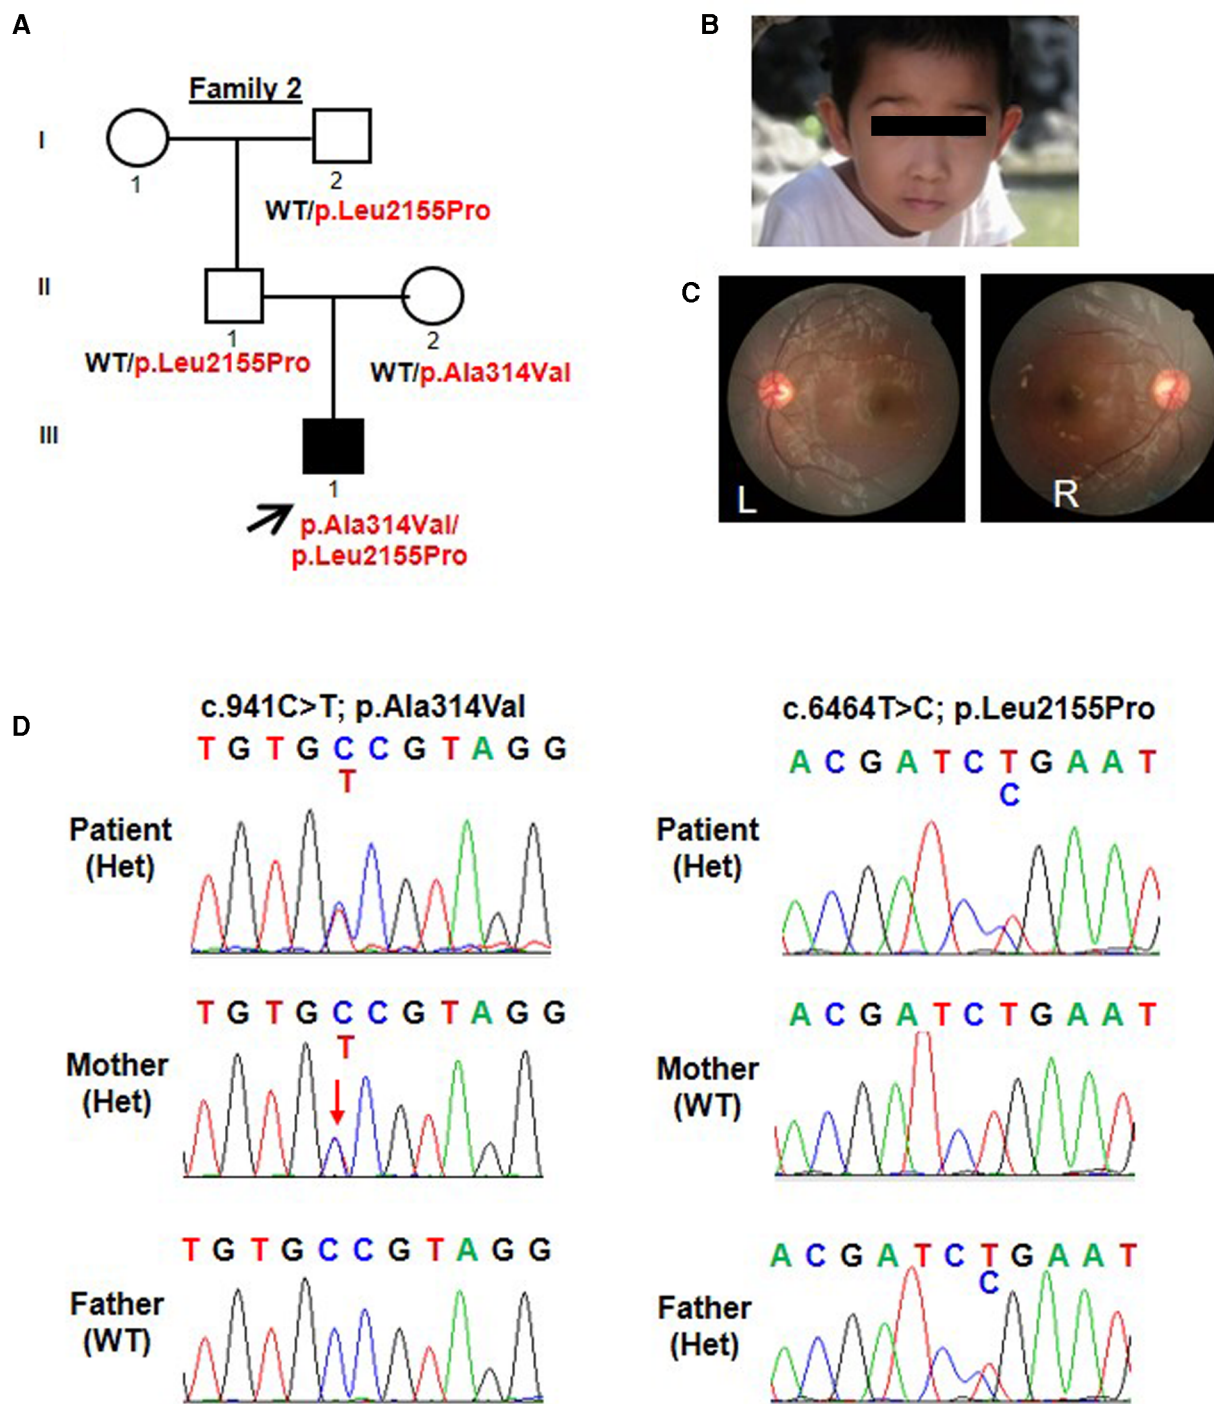 A
Family 2
I
1
2
WT/p.Leu2155Pro
II
1
WT/p.Leu2155Pro
2
WT/p.Ala314Val
III
1
p.Ala314Val/
p.Leu2155Pro
B
C
L
R
D
c.941C>T; p.Ala314Val
T G T G C C G T A G G
T
Patient
(Het)
T G T G C C G T A G G
T
Mother
(Het)
T G T G C C G T A G G
Father
(WT)
c.6464T>C; p.Leu2155Pro
A C G A T C T G A A T
C
Patient
(Het)
A C G A T C T G A A T
Mother
(WT)
A C G A T C T G A A T
C
Father
(Het)